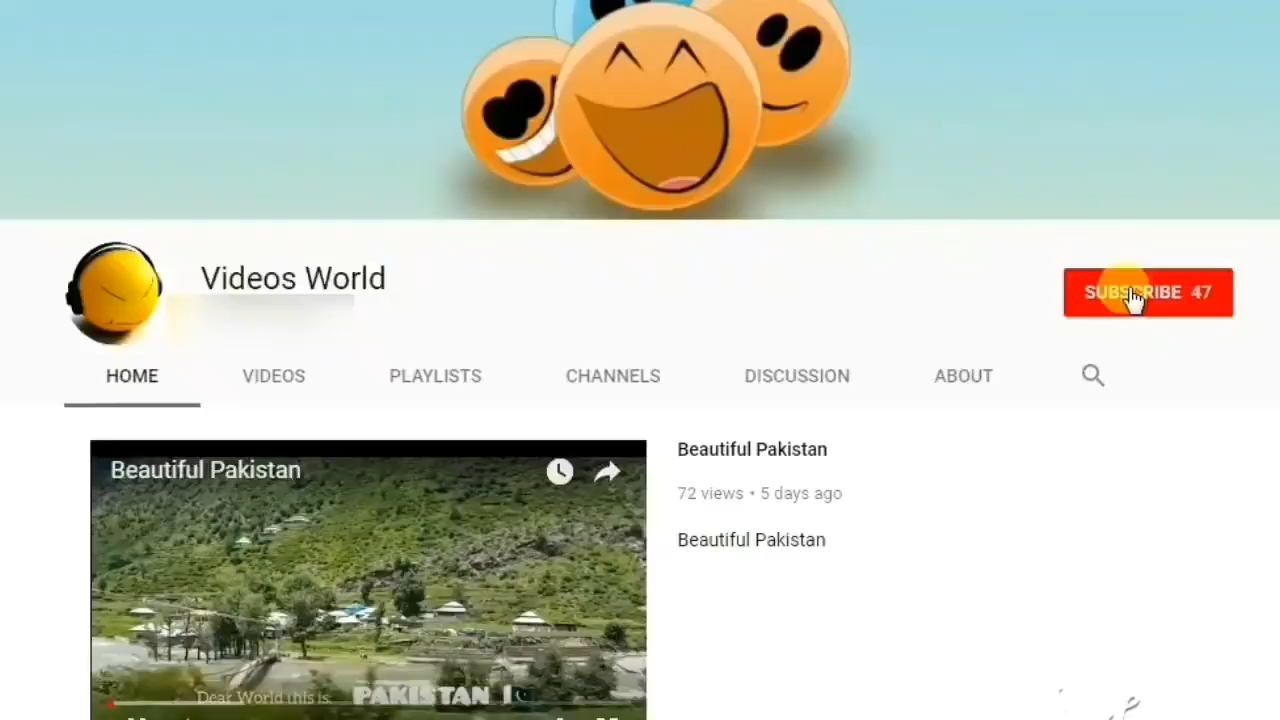 Videos World
SUBSCRIBE 47
HOME VIDEOS PLAYLISTS CHANNELS DISCUSSION ABOUT
Beautiful Pakistan
Beautiful Pakistan
72 views • 5 days ago
Beautiful Pakistan
Dear World this is PAKISTAN